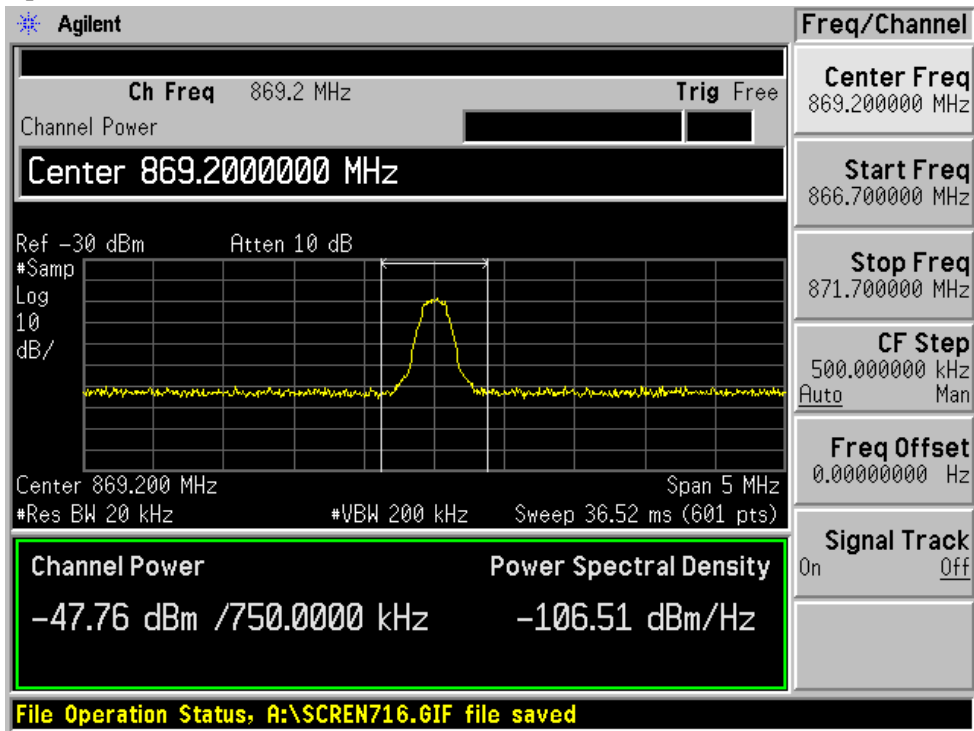 Agilent
Freq/Channel
Ch Freq 869.2 MHz Trig Free
Channel Power
Center 869.2000000 MHz
Ref -30 dBm Atten 10 dB
#Samp
Log
10
dB/
Center 869.200 MHz Span 5 MHz
#Res BW 20 kHz #VBW 200 kHz Sweep 36.52 ms (601 pts)
Channel Power Power Spectral Density
-47.76 dBm /750.0000 kHz -106.51 dBm/Hz
File Operation Status, A:\SCREN716.GIF file saved
Center Freq
869.200000 MHz
Start Freq
866.700000 MHz
Stop Freq
871.700000 MHz
CF Step
500.000000 kHz
Auto Man
Freq Offset
0.00000000 Hz
Signal Track
On Off